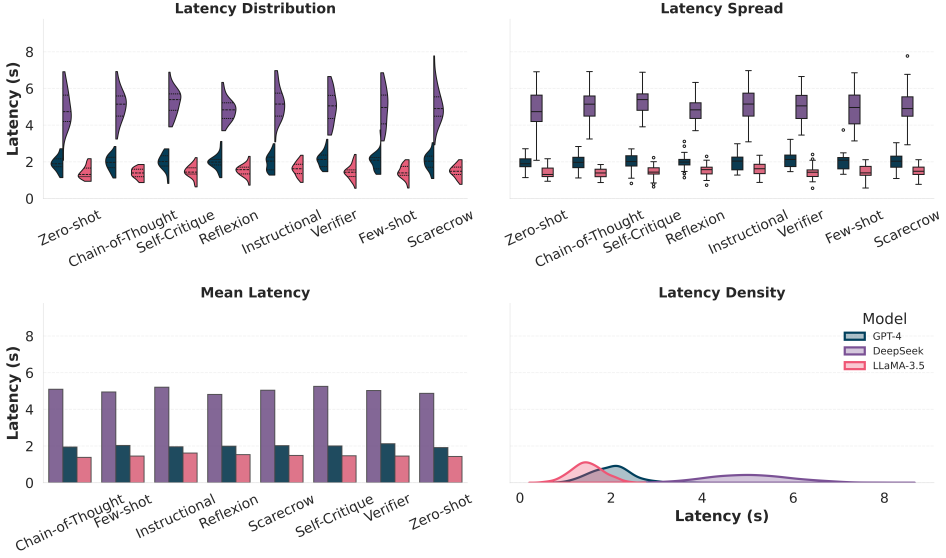 Latency Distribution
Latency (s)
8
6
4
2
0
Zero-shot
Chain-of-Thought
Self-Critique
Reflexion
Instructional
Verifier
Few-shot
Scarecrow
Latency Spread
Zero-shot
Chain-of-Thought
Self-Critique
Reflexion
Instructional
Verifier
Few-shot
Scarecrow
Mean Latency
Latency (s)
8
6
4
2
0
Chain-of-Thought
Few-shot
Instructional
Reflexion
Scarecrow
Self-Critique
Verifier
Zero-shot
Latency Density
Model
GPT-4
DeepSeek
LLaMA-3.5
0 2 4 6 8
Latency (s)